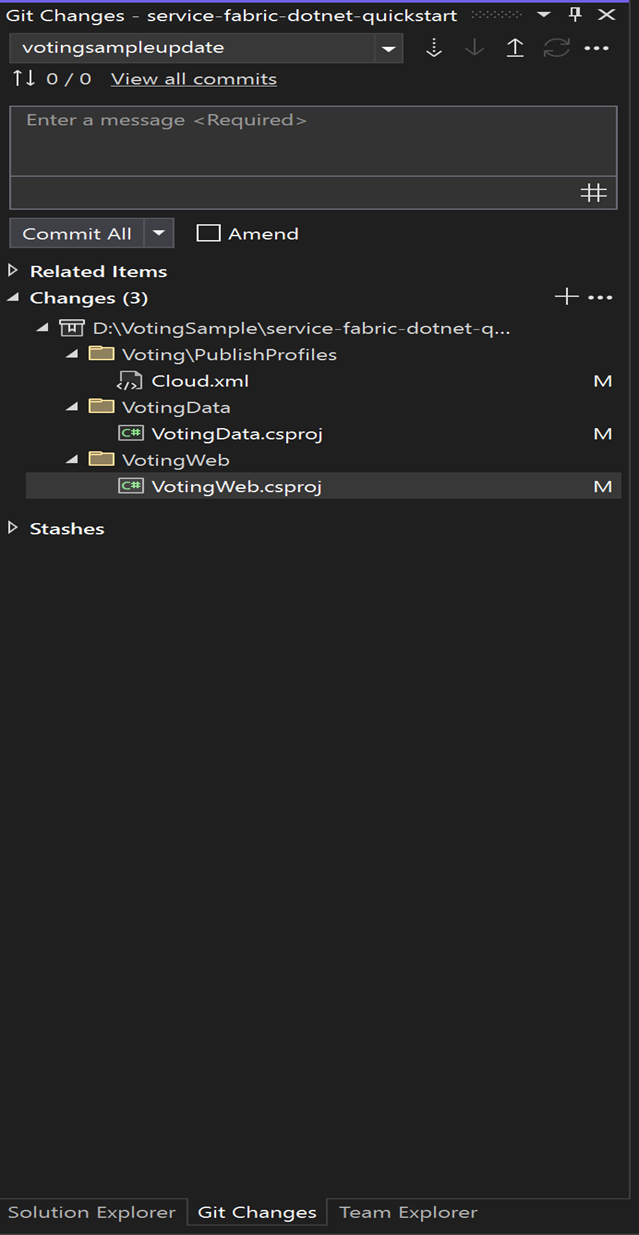 Git Changes - service-fabric-dotnet-quickstart
votingsampleupdate
0 / 0 View all commits
Enter a message <Required>
Commit All Amend
Related Items
Changes (3)
D:\VotingSample\service-fabric-dotnet-q...
Voting\PublishProfiles
Cloud.xml M
VotingData
C# VotingData.csproj M
VotingWeb
C# VotingWeb.csproj M
Stashes
Solution Explorer Git Changes Team Explorer